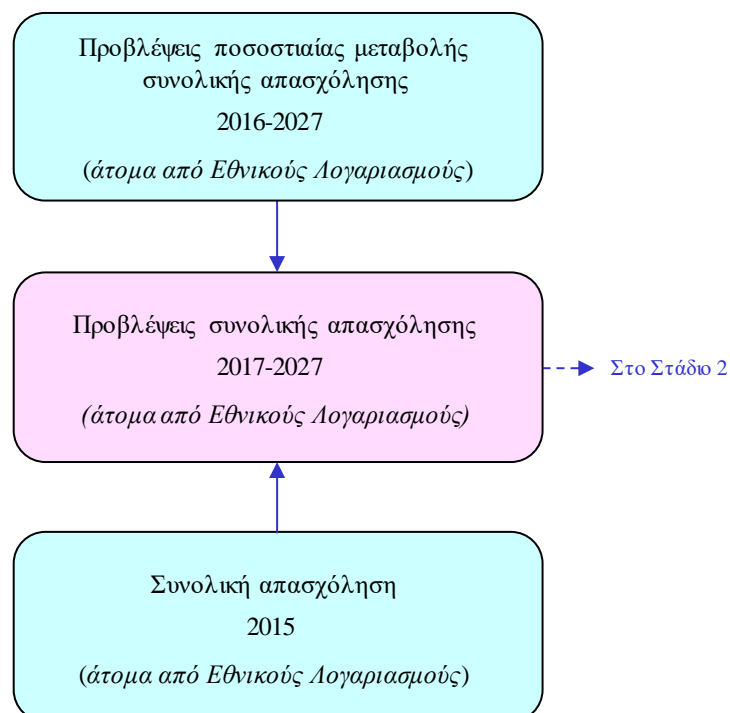 Προβλέψεις ποσοστιαίας μεταβολής
συνολικής απασχόλησης
2016-2027
(άτομα από Εθνικούς Λογαριασμούς)
Προβλέψεις συνολικής απασχόλησης
2017-2027
(άτομα από Εθνικούς Λογαριασμούς)
Στο Στάδιο 2
Συνολική απασχόληση
2015
(άτομα από Εθνικούς Λογαριασμούς)